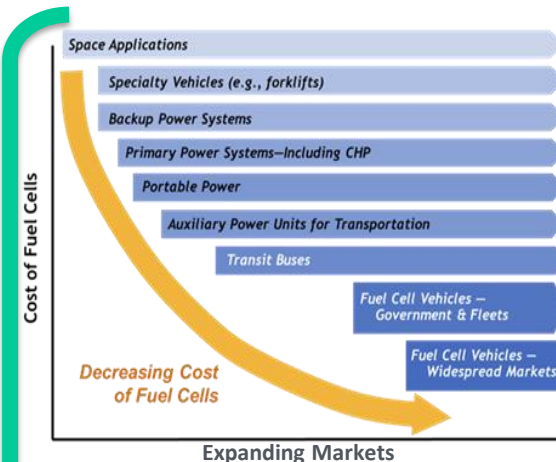 Space Applications
Specialty Vehicles (e.g., forklifts)
Backup Power Systems
Primary Power Systems—Including CHP
Portable Power
Auxiliary Power Units for Transportation
Transit Buses
Fuel Cell Vehicles —
Government & Fleets
Fuel Cell Vehicles —
Widespread Markets
Cost of Fuel Cells
Decreasing Cost
of Fuel Cells
Expanding Markets